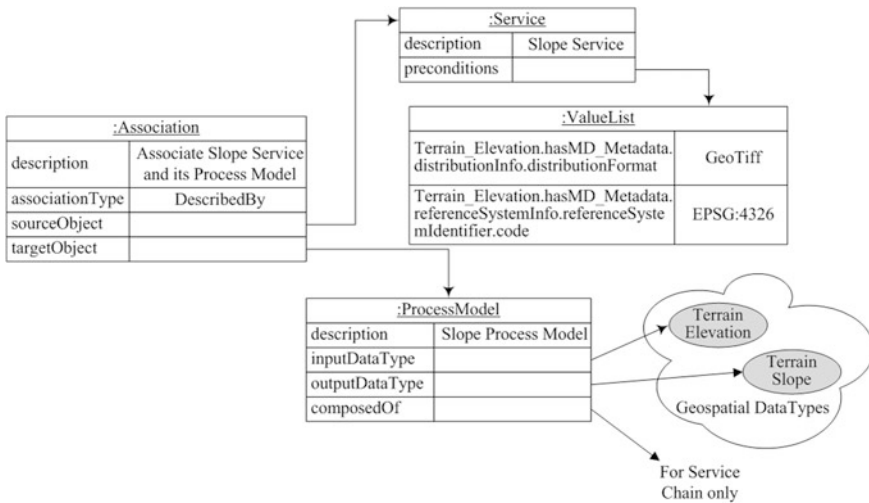 :Service
description Slope Service
preconditions
:ValueList
Terrain_Elevation.hasMD_Metadata.
distributionInfo.distributionFormat
GeoTiff
Terrain_Elevation.hasMD_Metadata.
referenceSystemInfo.referenceSyste
mIdentifier.code
EPSG:4326
:Association
description
Associate Slope Service
and its Process Model
associationType DescribedBy
sourceObject
targetObject
:ProcessModel
description Slope Process Model
inputDataType
outputDataType
composedOf
Terrain
Elevation
Terrain
Slope
Geospatial DataTypes
For Service
Chain only